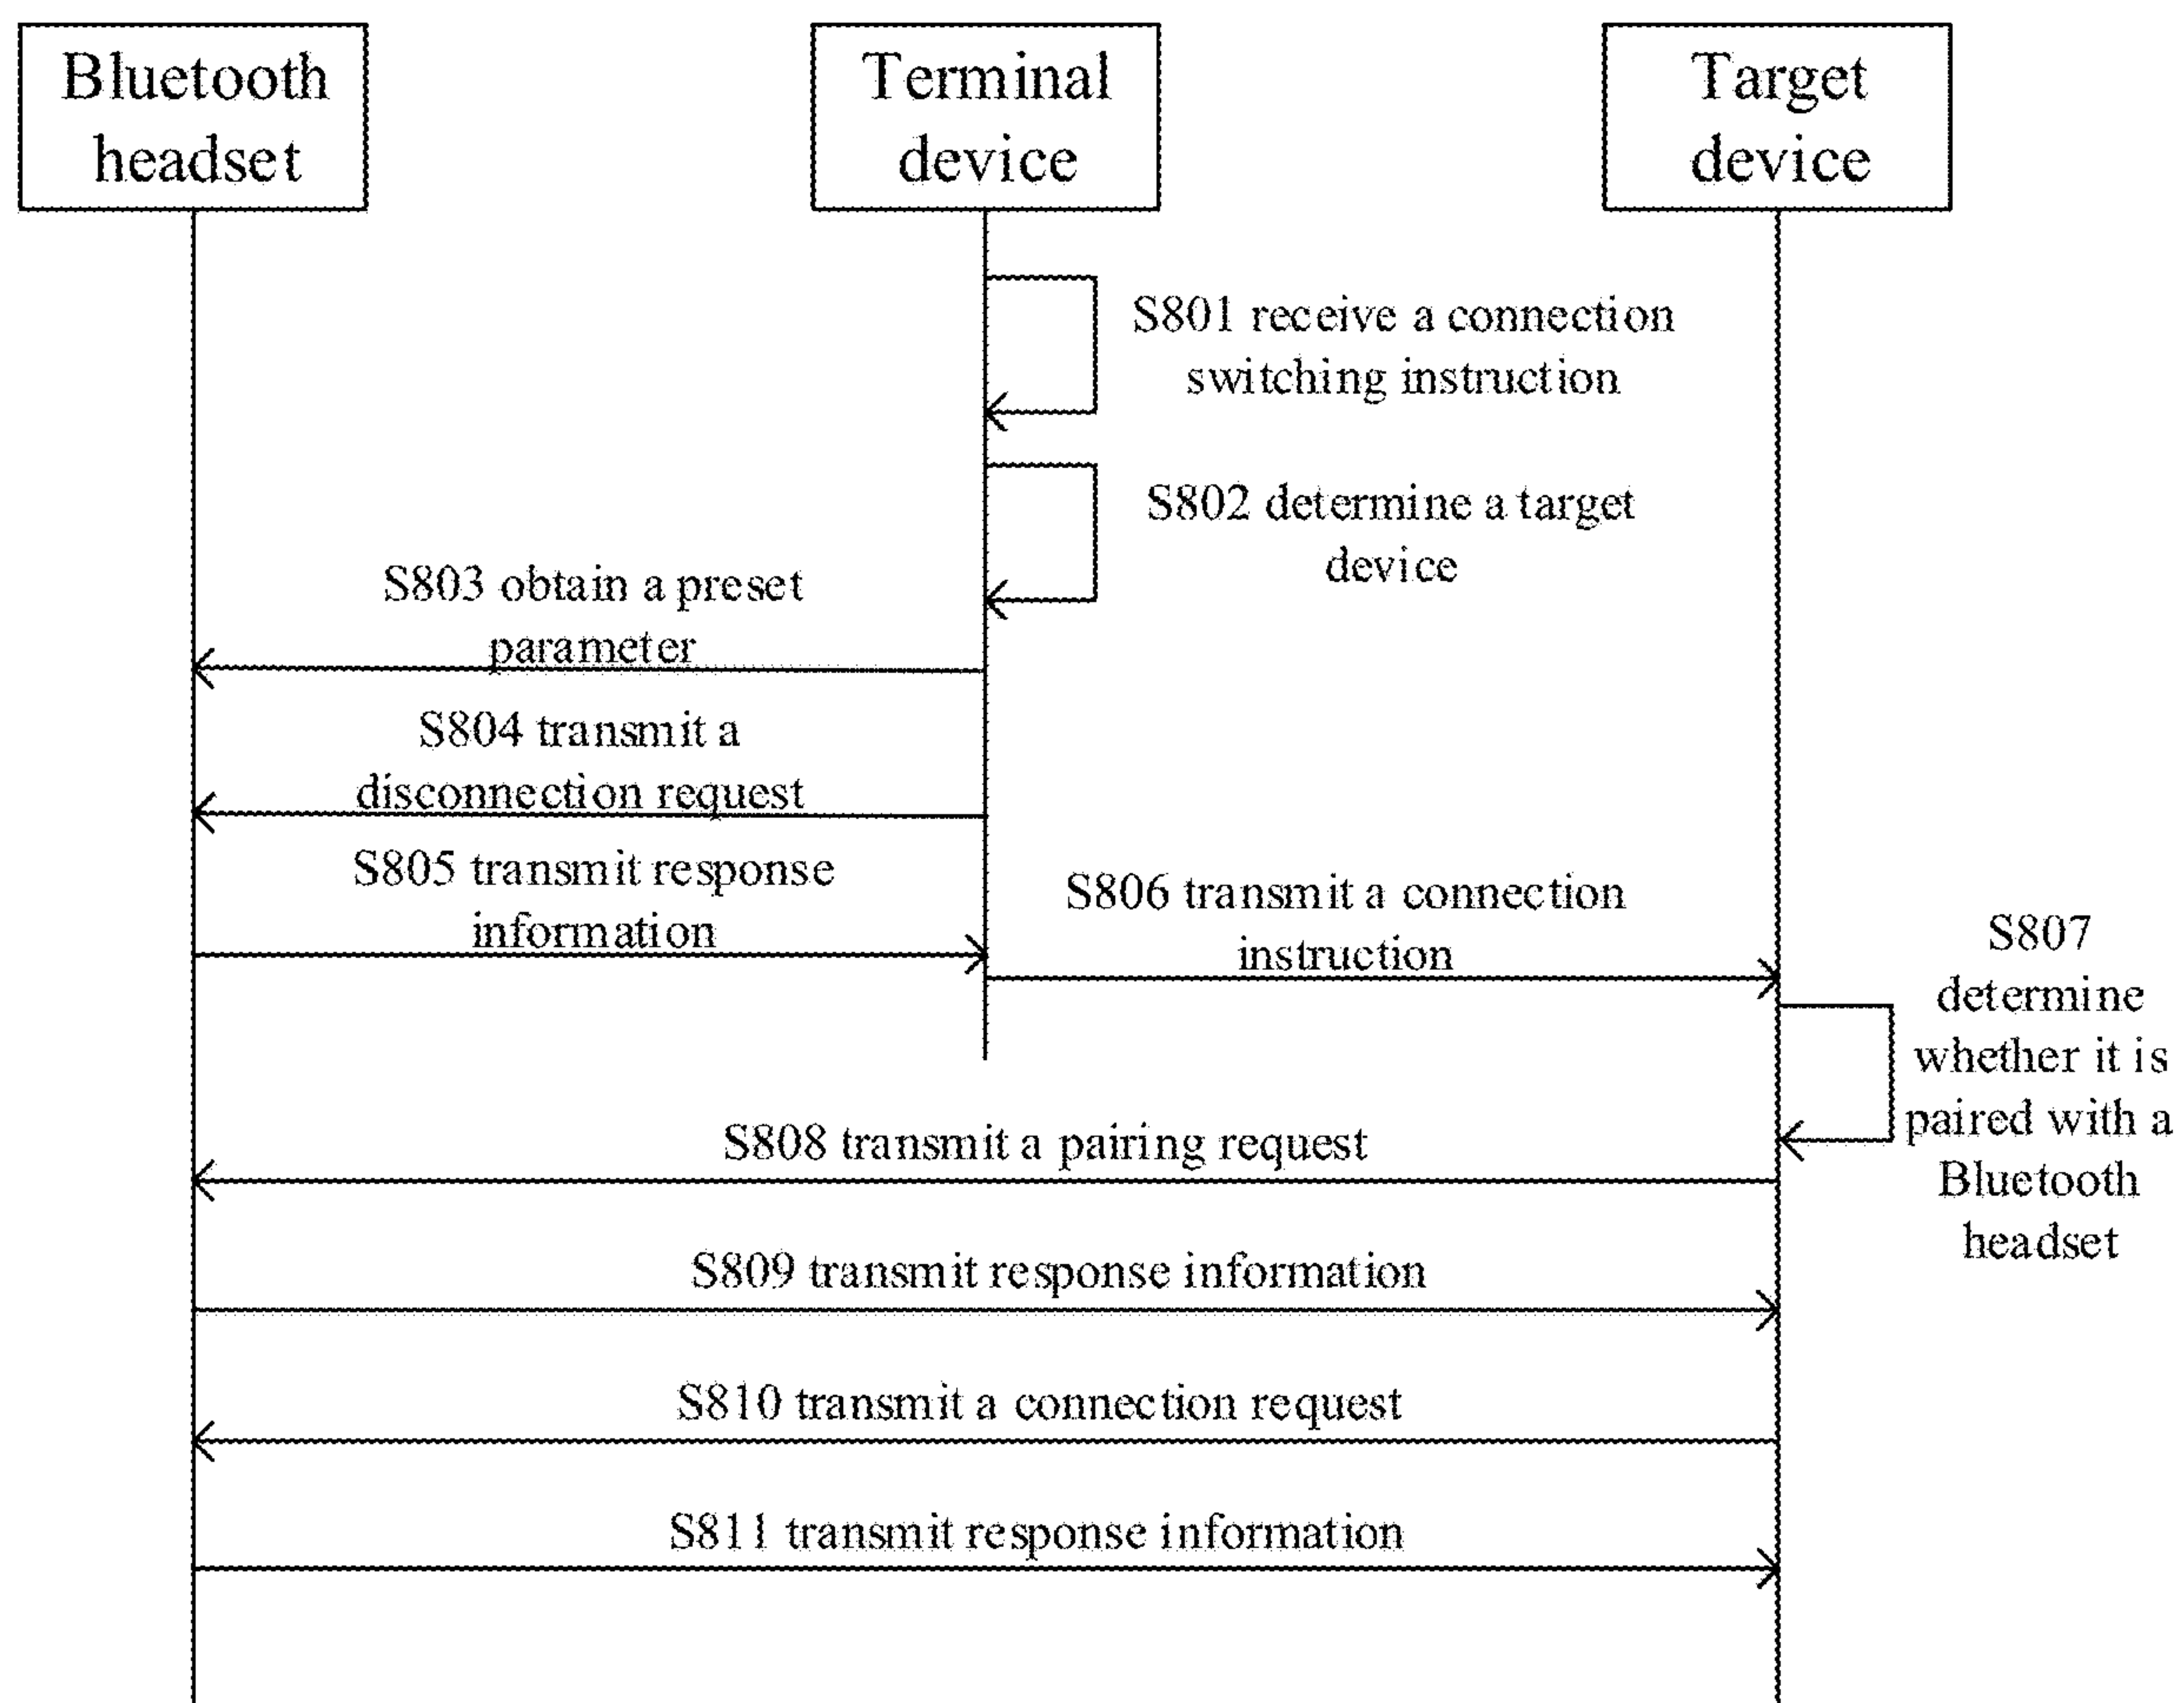 Bluetooth
headset
Terminal
device
Target
device
S801 receive a connection
switching instruction
S802 determine a target
device
S803 obtain a preset
parameter
S804 transmit a
disconnection request
S805 transmit response
information
S806 transmit a connection
instruction
S807
determine
whether it is
paired with a
Bluetooth
headset
S808 transmit a pairing request
S809 transmit response information
S810 transmit a connection request
S811 transmit response information